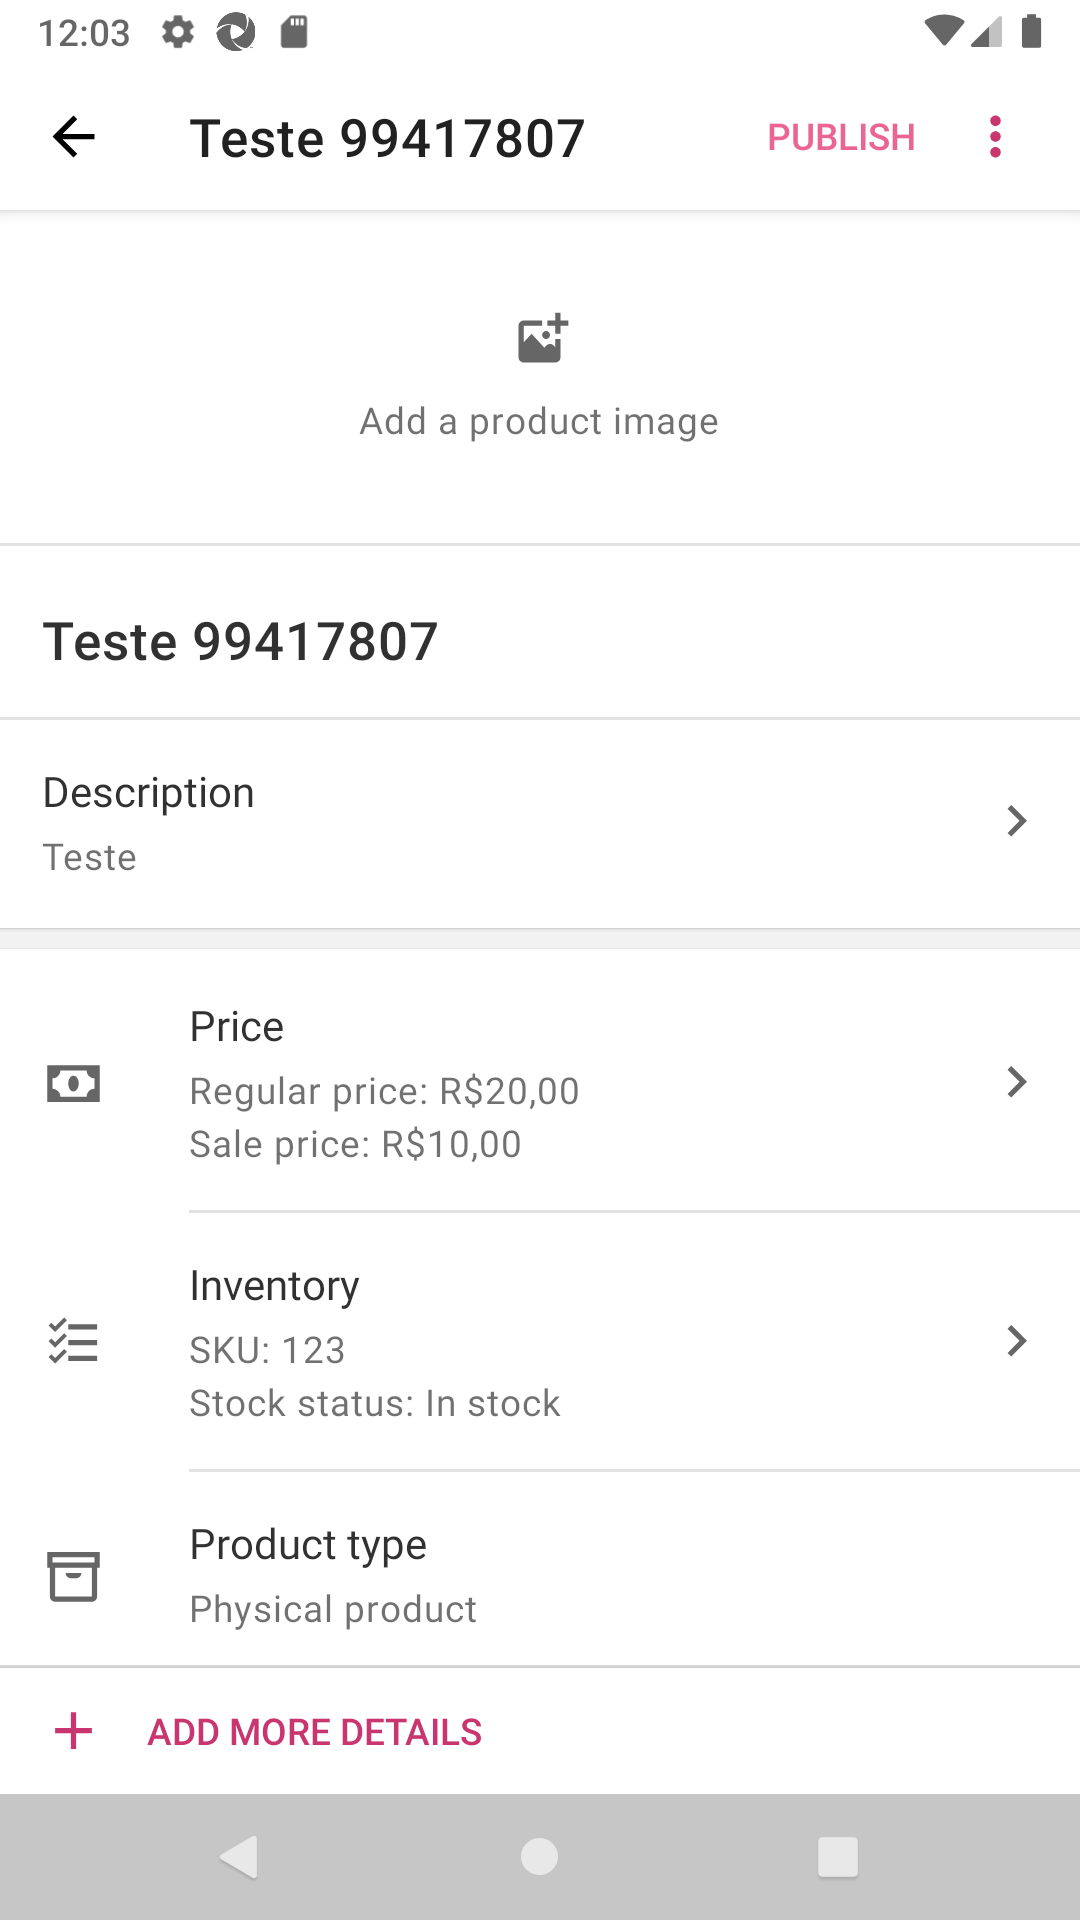 12:03
Teste 99417807
PUBLISH
Add a product image
Teste 99417807
Description
Teste
Price
Regular price: R$20,00
Sale price: R$10,00
Inventory
SKU: 123
Stock status: In stock
Product type
Physical product
ADD MORE DETAILS